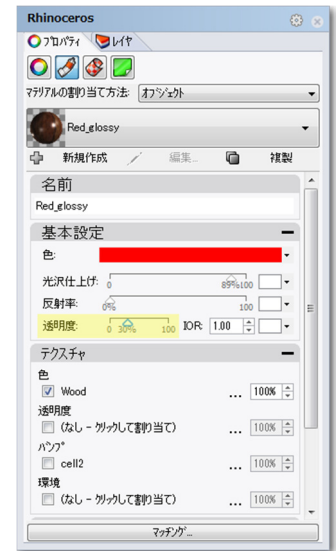 Rhinoceros
プロパティ レイヤ
マテリアルの割り当て方法: オブジェクト
Red_glossy
新規作成 編集... 複製
名前
Red_glossy
基本設定
色:
光沢仕上げ: 0 89% 100
反射率: 0% 100
透明度: 0 30% 100 IOR: 1.00
テクスチャ
色
Wood ... 100%
透明度
(なし - クリックして割り当て) ... 100%
バンプ
cell2 ... 100%
環境
(なし - クリックして割り当て) ... 100%
マッチング...